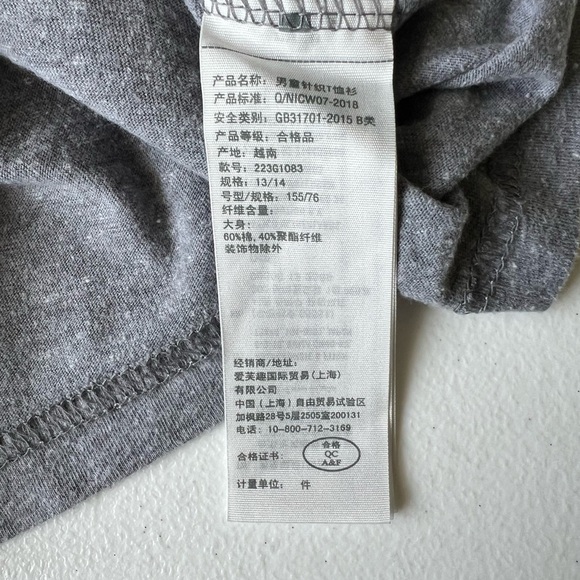 产品名称: 男童针织T恤衫
产品标准: Q/NICW07-2018
安全类别: GB31701-2015 B类
产品等级: 合格品
产地: 越南
款号: 223G1083
规格: 13/14
号型/规格: 155/76
纤维含量:
大身:
60%棉, 40%聚酯纤维
装饰物除外
经销商/地址:
爱芙趣国际贸易(上海)
有限公司
中国(上海)自由贸易试验区
加枫路28号5层2505室200131
电话: 10-800-712-3169
合格证书:
合格
QC
A&F
计量单位: 件